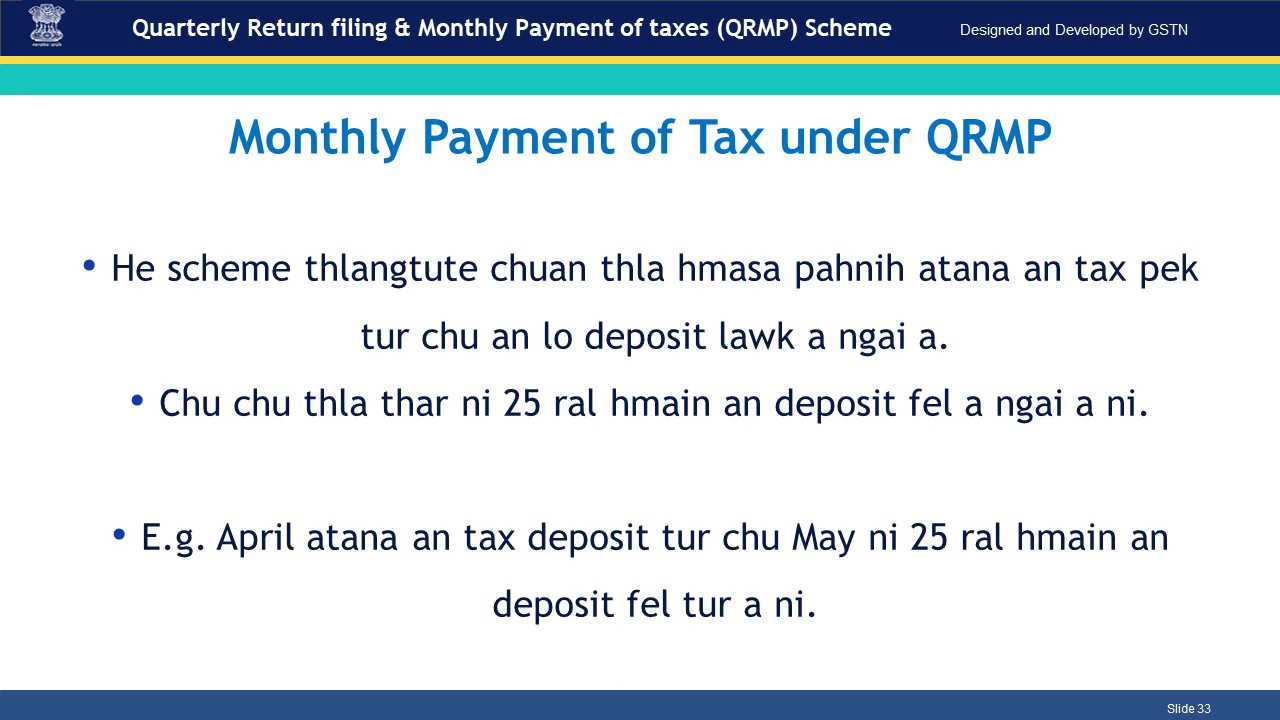 Quarterly Return filing & Monthly Payment of taxes (QRMP) Scheme
Designed and Developed by GSTN
Monthly Payment of Tax under QRMP
• He scheme thlangtute chuan thla hmasa pahnih atana an tax pek
tur chu an lo deposit lawk a ngai a.
• Chu chu thla thar ni 25 ral hmain an deposit fel a ngai a ni.
• E.g. April atana an tax deposit tur chu May ni 25 ral hmain an
deposit fel tur a ni.
Slide 33